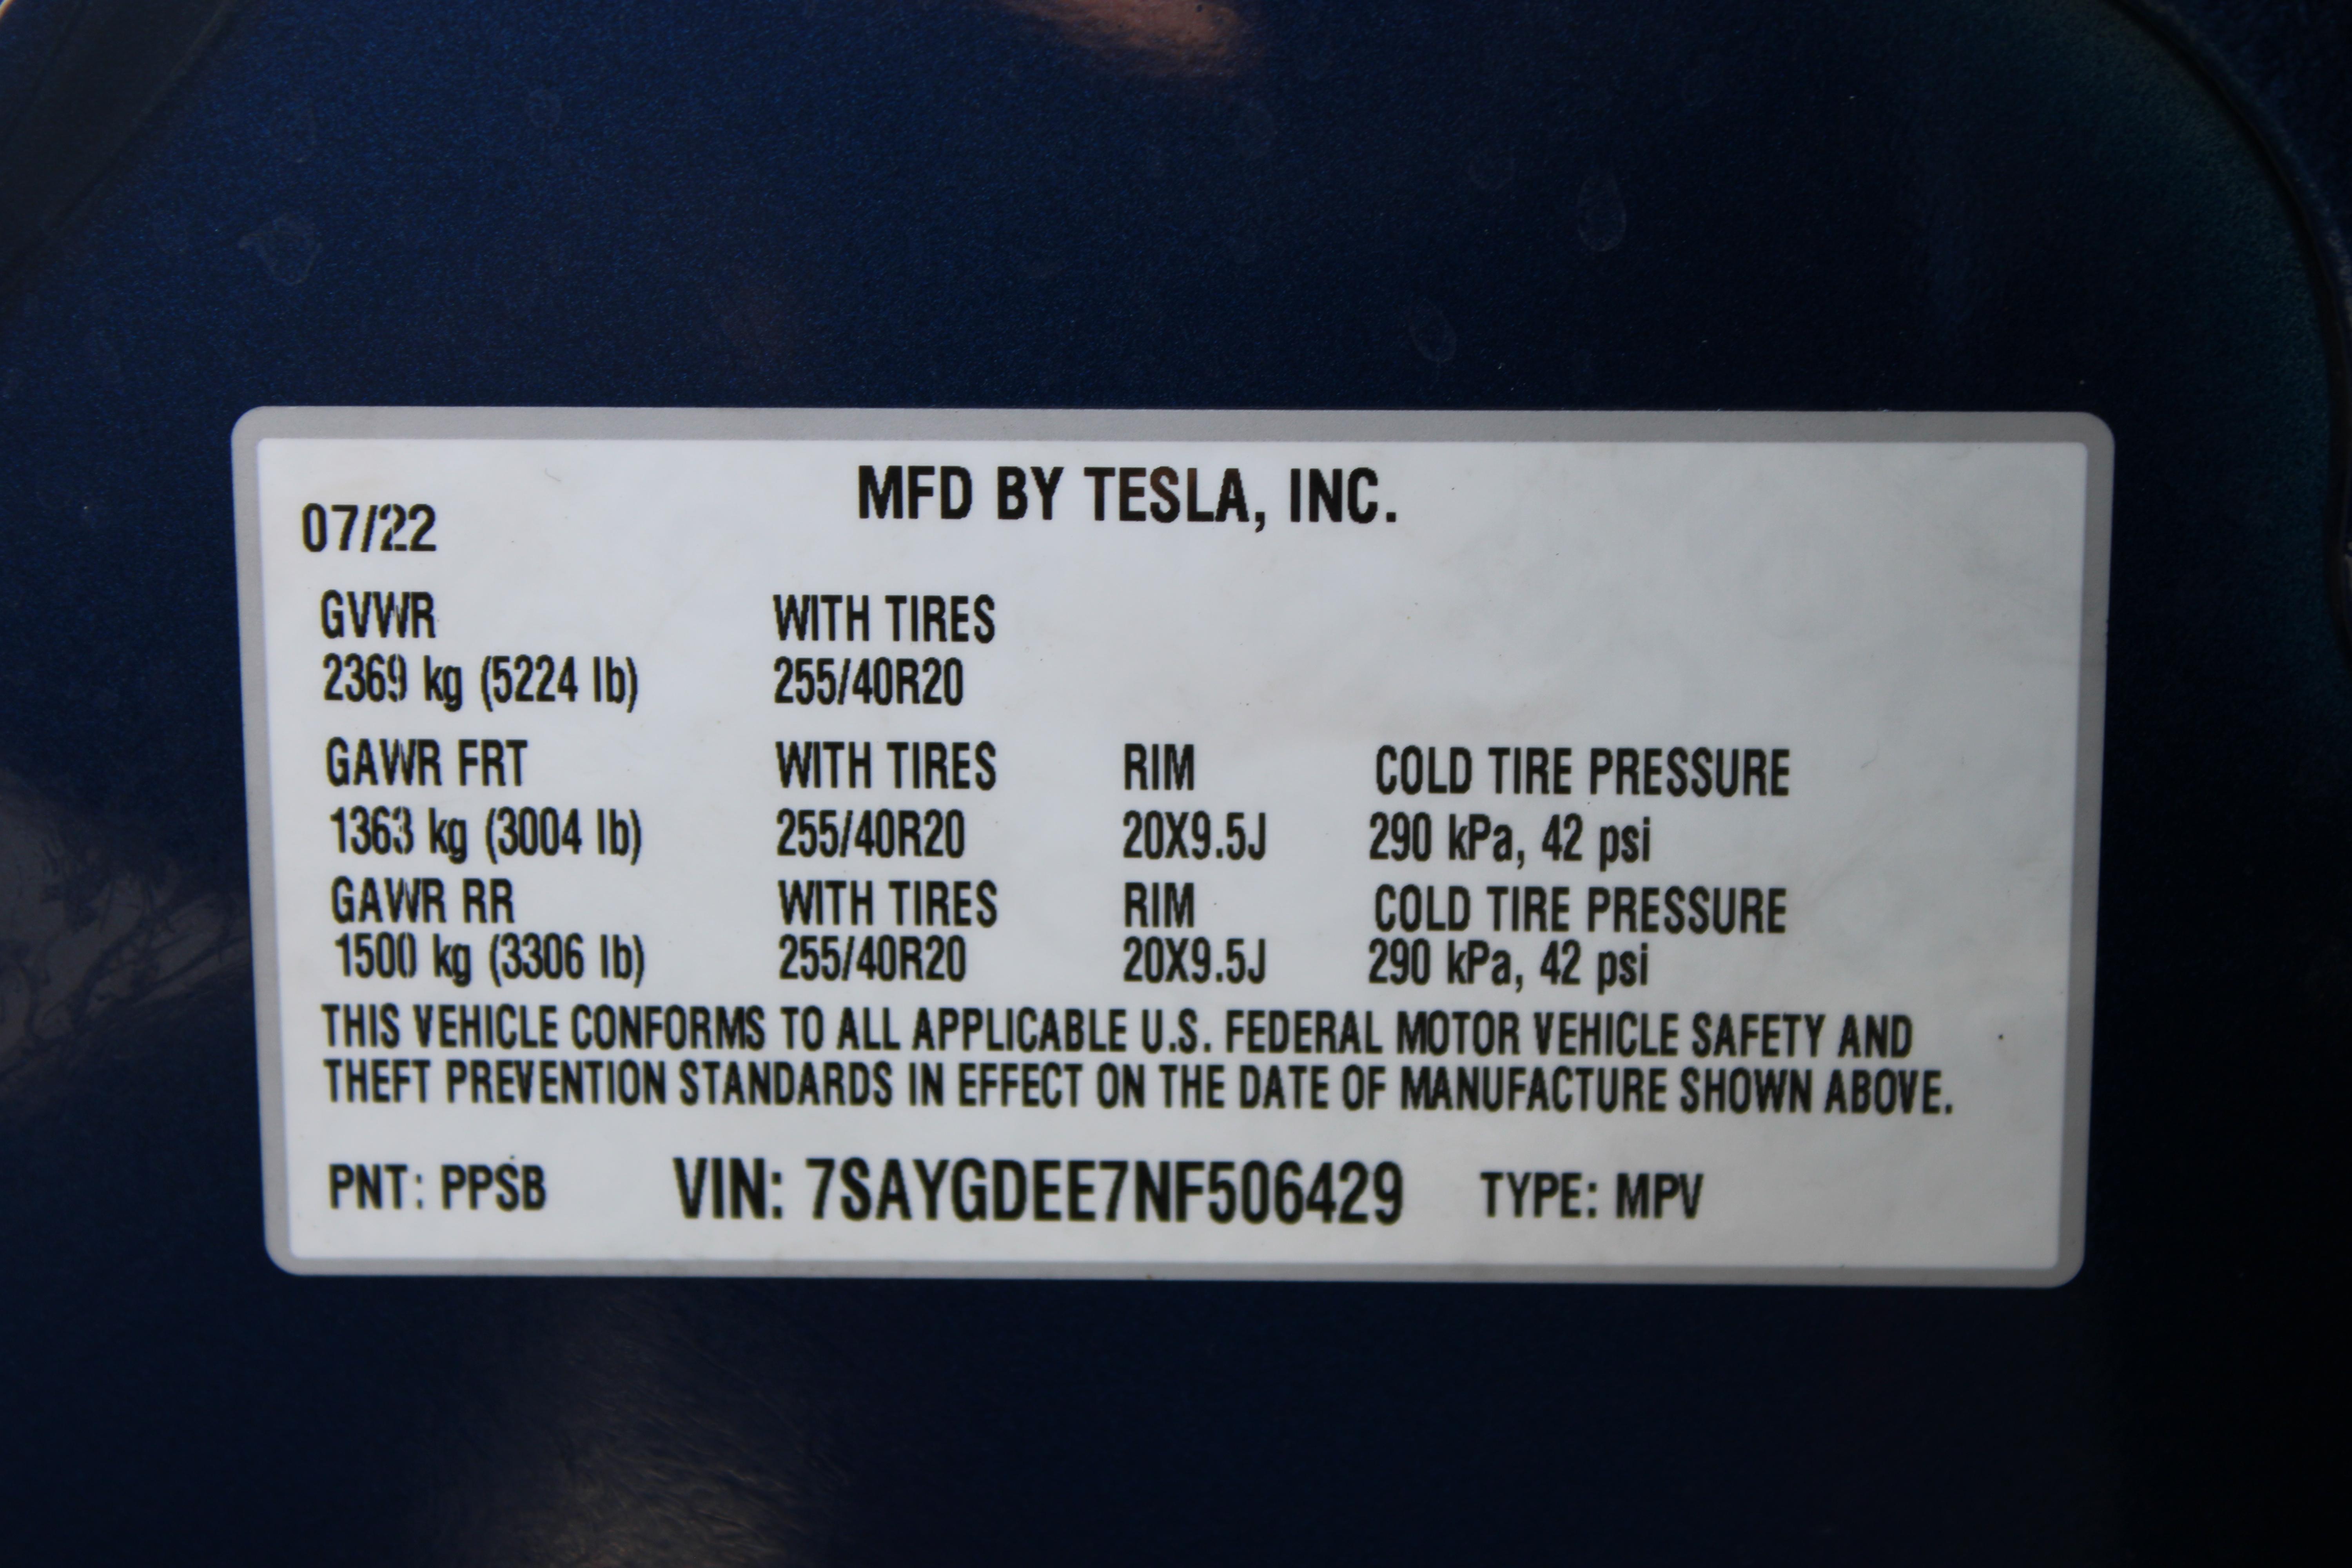 MFD BY TESLA, INC.
07/22
GVWR WITH TIRES
2369 kg (5224 lb) 255/40R20
GAWR FRT WITH TIRES RIM COLD TIRE PRESSURE
1363 kg (3004 lb) 255/40R20 20X9.5J 290 kPa, 42 psi
GAWR RR WITH TIRES RIM COLD TIRE PRESSURE
1500 kg (3306 lb) 255/40R20 20X9.5J 290 kPa, 42 psi
THIS VEHICLE CONFORMS TO ALL APPLICABLE U.S. FEDERAL MOTOR VEHICLE SAFETY AND
THEFT PREVENTION STANDARDS IN EFFECT ON THE DATE OF MANUFACTURE SHOWN ABOVE.
PNT: PPSB VIN: 7SAYGDEE7NF506429 TYPE: MPV